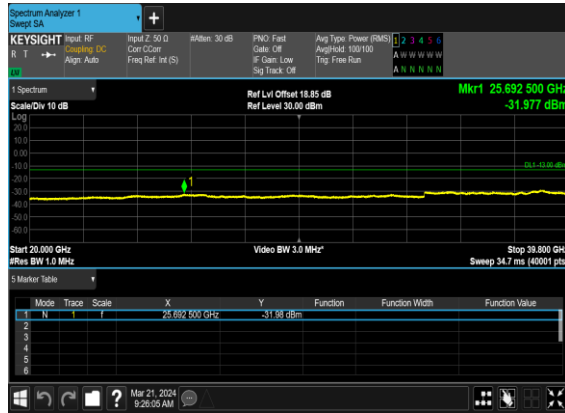 Spectrum Analyzer 1
Swept SA
KEYSIGHT Input: RF Input Z: 50 Ω #Atten: 30 dB PNO: Fast Avg Type: Power (RMS) 1 2 3 4 5 6
R T Coupling: DC Corr CCorr Gate: Off Avg|Hold: 100/100 A W W W W W
Align: Auto Freq Ref: Int (S) IF Gain: Low Trig: Free Run
Sig Track: Off A N N N N N
1 Spectrum Ref Lvl Offset 18.85 dB Mkr1 25.692 500 GHz
Scale/Div 10 dB Ref Level 30.00 dBm -31.977 dBm
Log
20.0
10.0
0.00
-10.0
DL1 -13.00 dBm
-20.0
1
-30.0
-40.0
-50.0
-60.0
Start 20.000 GHz Video BW 3.0 MHz* Stop 39.800 GHz
#Res BW 1.0 MHz Sweep 34.7 ms (40001 pts)
5 Marker Table
Mode Trace Scale X Y Function Function Width Function Value
1 N 1 f 25.692 500 GHz -31.98 dBm
2
3
4
5
6
? Mar 21, 2024
9:26:05 AM